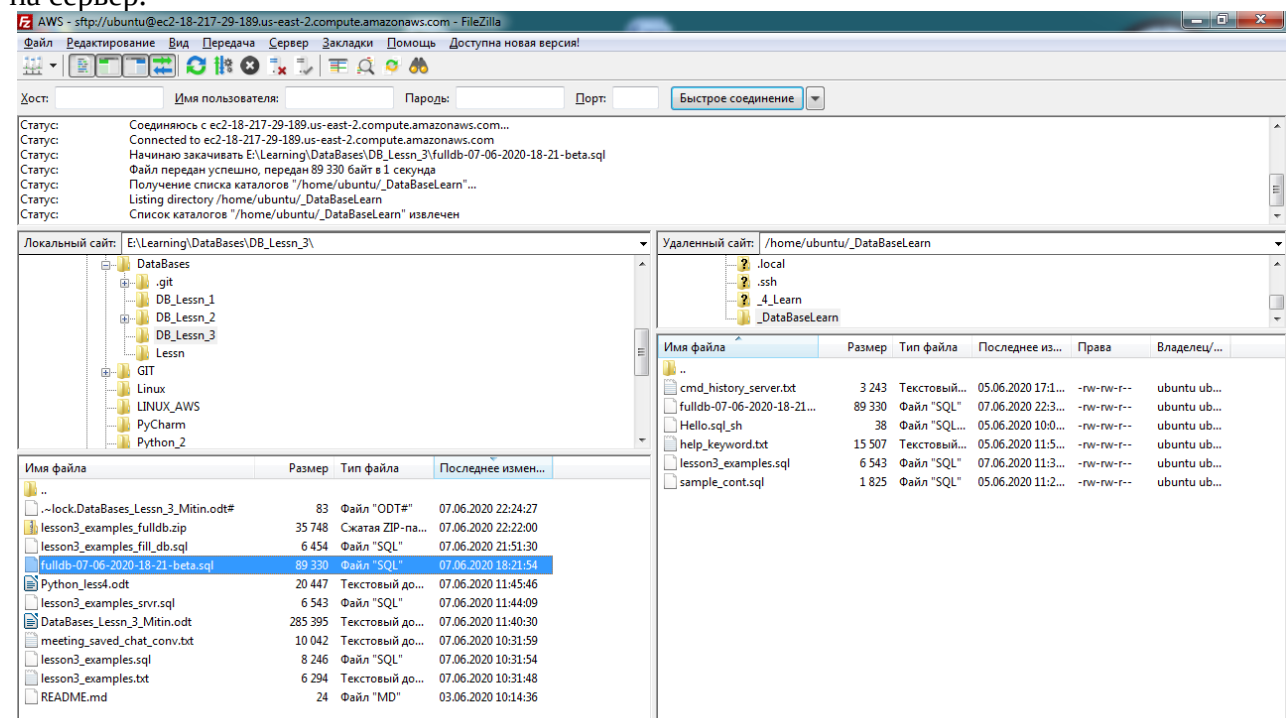 на сервер.
AWS - sftp://ubuntu@ec2-18-217-29-189.us-east-2.compute.amazonaws.com - FileZilla
Файл Редактирование Вид Передача Сервер Закладки Помощь Доступна новая версия!
Хост: Имя пользователя: Пароль: Порт: Быстрое соединение
Статус: Соединяюсь с ec2-18-217-29-189.us-east-2.compute.amazonaws.com...
Статус: Connected to ec2-18-217-29-189.us-east-2.compute.amazonaws.com
Статус: Начинаю закачивать E:\Learning\DataBases\DB_Lessn_3\fulldb-07-06-2020-18-21-beta.sql
Статус: Файл передан успешно, передан 89 330 байт в 1 секунда
Статус: Получение списка каталогов "/home/ubuntu/_DataBaseLearn"...
Статус: Listing directory /home/ubuntu/_DataBaseLearn
Статус: Список каталогов "/home/ubuntu/_DataBaseLearn" извлечен
Локальный сайт: E:\Learning\DataBases\DB_Lessn_3\
DataBases
.git
DB_Lessn_1
DB_Lessn_2
DB_Lessn_3
Lessn
GIT
Linux
LINUX_AWS
PyCharm
Python_2
Имя файла Размер Тип файла Последнее измен...
..
.~lock.DataBases_Lessn_3_Mitin.odt# 83 Файл "ODT#" 07.06.2020 22:24:27
lesson3_examples_fulldb.zip 35 748 Сжатая ZIP-па... 07.06.2020 22:22:00
lesson3_examples_fill_db.sql 6 454 Файл "SQL" 07.06.2020 21:51:30
fulldb-07-06-2020-18-21-beta.sql 89 330 Файл "SQL" 07.06.2020 18:21:54
Python_less4.odt 20 447 Текстовый до... 07.06.2020 11:45:46
lesson3_examples_srvr.sql 6 543 Файл "SQL" 07.06.2020 11:44:09
DataBases_Lessn_3_Mitin.odt 285 395 Текстовый до... 07.06.2020 11:40:30
meeting_saved_chat_conv.txt 10 042 Текстовый до... 07.06.2020 10:31:59
lesson3_examples.sql 8 246 Файл "SQL" 07.06.2020 10:31:54
lesson3_examples.txt 6 294 Текстовый до... 07.06.2020 10:31:48
README.md 24 Файл "MD" 03.06.2020 10:14:36
Удаленный сайт: /home/ubuntu/_DataBaseLearn
.local
.ssh
_4_Learn
_DataBaseLearn
Имя файла Размер Тип файла Последнее из... Права Владелец/...
..
cmd_history_server.txt 3 243 Текстовый... 05.06.2020 17:1... -rw-rw-r-- ubuntu ub...
fulldb-07-06-2020-18-21... 89 330 Файл "SQL" 07.06.2020 22:3... -rw-rw-r-- ubuntu ub...
Hello.sql_sh 38 Файл "SQL... 05.06.2020 10:0... -rw-rw-r-- ubuntu ub...
help_keyword.txt 15 507 Текстовый... 05.06.2020 11:5... -rw-rw-r-- ubuntu ub...
lesson3_examples.sql 6 543 Файл "SQL" 07.06.2020 11:3... -rw-rw-r-- ubuntu ub...
sample_cont.sql 1 825 Файл "SQL" 05.06.2020 11:2... -rw-rw-r-- ubuntu ub...